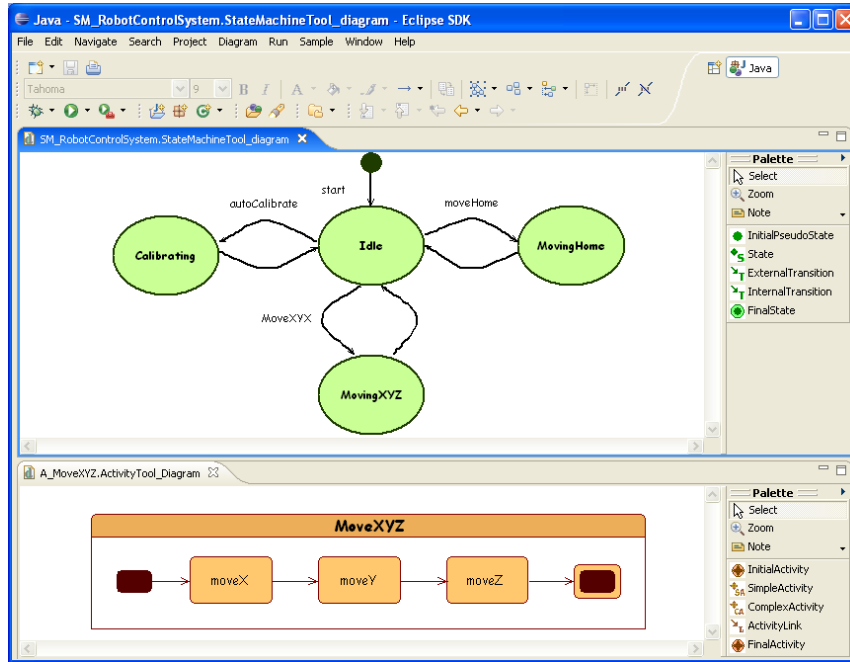 Java - SM_RobotControlSystem.StateMachineTool_diagram - Eclipse SDK
File Edit Navigate Search Project Diagram Run Sample Window Help
Java
Tahoma 9 B I A
SM_RobotControlSystem.StateMachineTool_diagram
Palette
Select
Zoom
Note
InitialPseudoState
State
ExternalTransition
InternalTransition
FinalState
start
autoCalibrate
moveHome
Calibrating
Idle
MovingHome
MoveXYX
MovingXYZ
A_MoveXYZ.ActivityTool_Diagram
Palette
Select
Zoom
Note
InitialActivity
SimpleActivity
ComplexActivity
ActivityLink
FinalActivity
MoveXYZ
moveX
moveY
moveZ